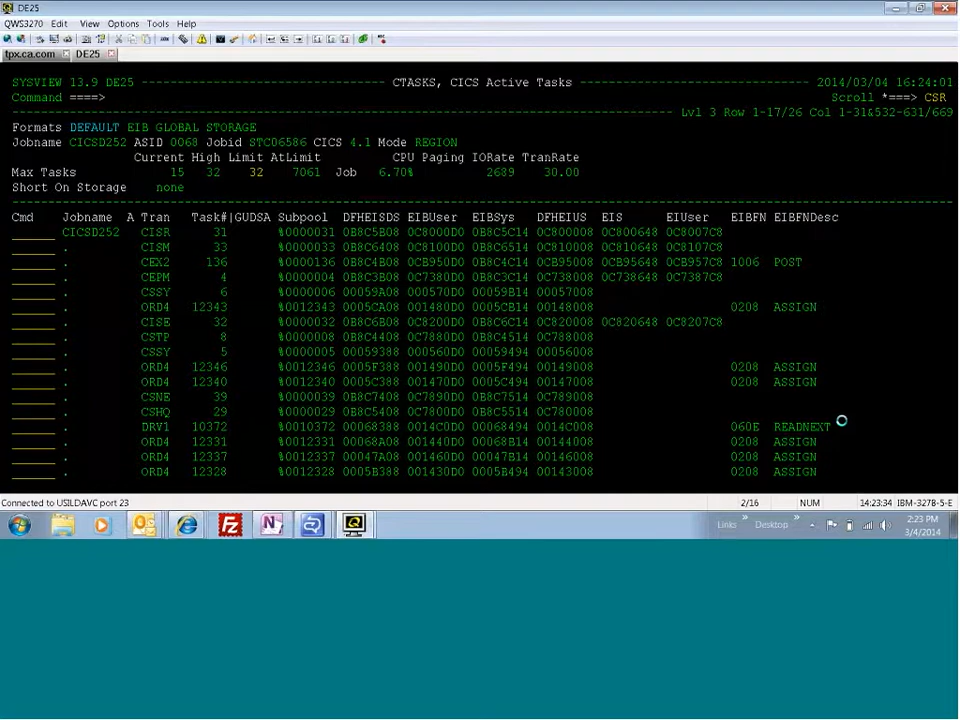 DE25
QWS3270 Edit View Options Tools Help
tpx.ca.com DE25
SYSVIEW 13.9 DE25 ---------------------------------- CTASKS, CICS Active Tasks -------------------------------- 2014/03/04 16:24:01
Command ====> Scroll *===> CSR
Lvl 3 Row 1-17/26 Col 1-31&532-631/669
Formats DEFAULT EIB GLOBAL STORAGE
Jobname CICSD252 ASID 0068 Jobid STC06586 CICS 4.1 Mode REGION
Current High Limit AtLimit CPU Paging IORate TranRate
Max Tasks 15 32 32 7061 Job 6.70% 2689 30.00
Short On Storage none
Cmd Jobname A Tran Task#|GUDSA Subpool DFHEISDS EIBUser EIBSys DFHEIUS EIS EIUser EIBFN EIBFNDesc
CICSD252 CISR 31 %0000031 0B8C5B08 0C8000D0 0B8C5C14 0C800008 0C800648 0C8007C8
. CISM 33 %0000033 0B8C6408 0C8100D0 0B8C6514 0C810008 0C810648 0C8107C8
. CEX2 136 %0000136 0B8C4B08 0CB950D0 0B8C4C14 0CB95008 0CB95648 0CB957C8 1006 POST
. CEPM 4 %0000004 0B8C3B08 0C7380D0 0B8C3C14 0C738008 0C738648 0C7387C8
. CSSY 6 %0000006 00059A08 000570D0 00059B14 00057008
. ORD4 12343 %0012343 0005CA08 001480D0 0005CB14 00148008 0208 ASSIGN
. CISE 32 %0000032 0B8C6B08 0C8200D0 0B8C6C14 0C820008 0C820648 0C8207C8
. CSTP 8 %0000008 0B8C4408 0C7880D0 0B8C4514 0C788008
. CSSY 5 %0000005 00059388 000560D0 00059494 00056008
. ORD4 12346 %0012346 0005F388 001490D0 0005F494 00149008 0208 ASSIGN
. ORD4 12340 %0012340 0005C388 001470D0 0005C494 00147008 0208 ASSIGN
. CSNE 39 %0000039 0B8C7408 0C7890D0 0B8C7514 0C789008
. CSHQ 29 %0000029 0B8C5408 0C7800D0 0B8C5514 0C780008
. DRV1 10372 %0010372 00068388 0014C0D0 00068494 0014C008 060E READNEXT
. ORD4 12331 %0012331 00068A08 001440D0 00068B14 00144008 0208 ASSIGN
. ORD4 12337 %0012337 00047A08 001460D0 00047B14 00146008 0208 ASSIGN
. ORD4 12328 %0012328 0005B388 001430D0 0005B494 00143008 0208 ASSIGN
Connected to USILDAVC port 23 2/16 NUM 14:23:34 IBM-3278-5-E
Links » Desktop » 2:23 PM
3/4/2014